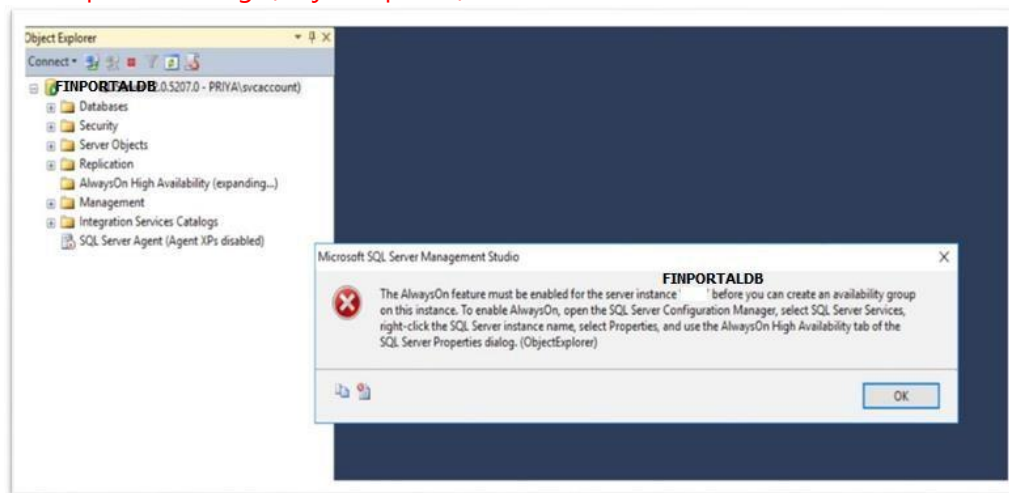 Object Explorer
Connect
FINPORTALDB 2.0.5207.0 - PRIYA\svcaccount)
Databases
Security
Server Objects
Replication
AlwaysOn High Availability (expanding...)
Management
Integration Services Catalogs
SQL Server Agent (Agent XPs disabled)
Microsoft SQL Server Management Studio
FINPORTALDB
The AlwaysOn feature must be enabled for the server instance ' ' before you can create an availability group
on this instance. To enable AlwaysOn, open the SQL Server Configuration Manager, select SQL Server Services,
right-click the SQL Server instance name, select Properties, and use the AlwaysOn High Availability tab of the
SQL Server Properties dialog. (ObjectExplorer)
OK